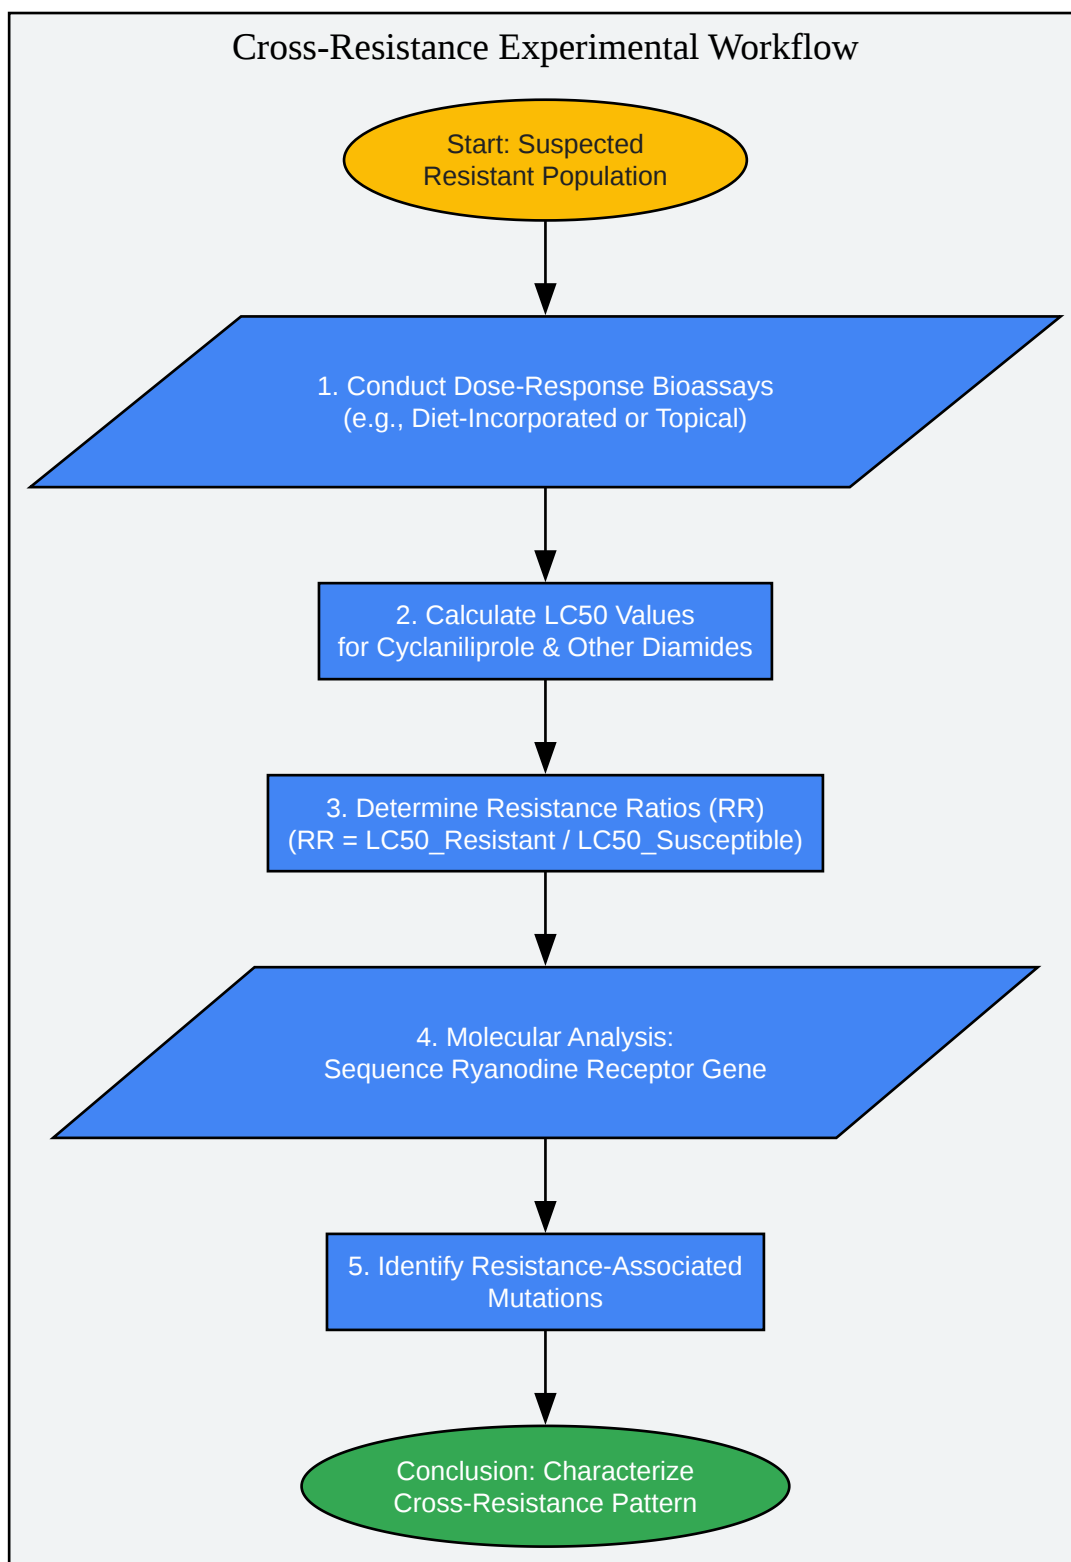 Cross-Resistance Experimental Workflow
Start: Suspected
Resistant Population
1. Conduct Dose-Response Bioassays
(e.g., Diet-Incorporated or Topical)
2. Calculate LC50 Values
for Cyclaniliprole & Other Diamides
3. Determine Resistance Ratios (RR)
(RR = LC50_Resistant / LC50_Susceptible)
4. Molecular Analysis:
Sequence Ryanodine Receptor Gene
5. Identify Resistance-Associated
Mutations
Conclusion: Characterize
Cross-Resistance Pattern